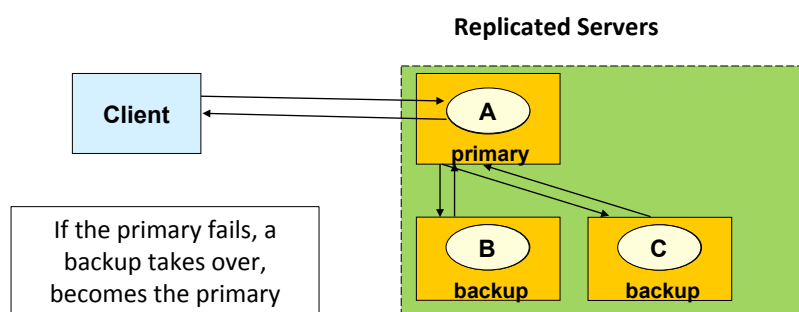 Replicated Servers
Client
A
primary
If the primary fails, a
backup takes over,
becomes the primary
B
backup
C
backup